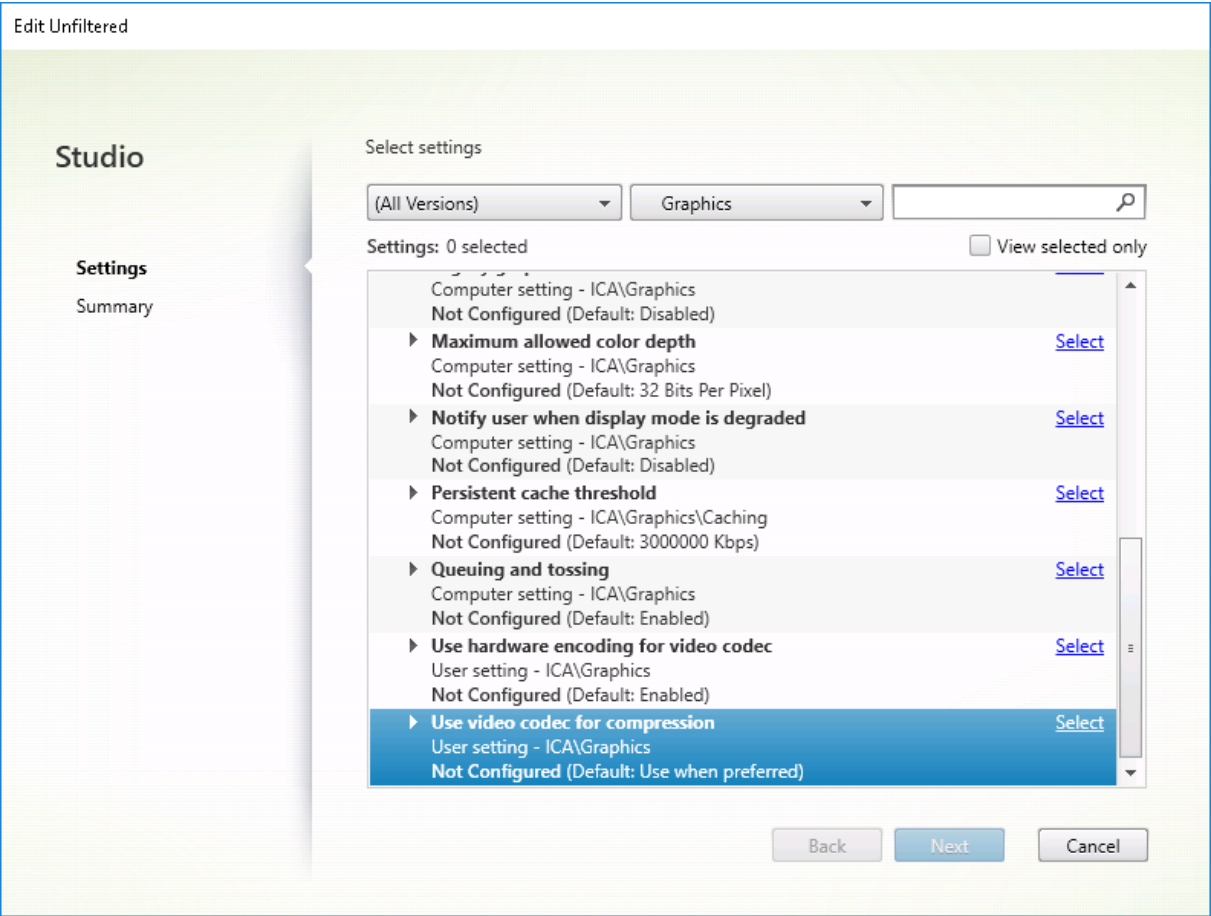 Edit Unfiltered
Studio
Settings
Summary
Select settings
(All Versions)
Graphics
Settings: 0 selected
View selected only
Computer setting - ICA\Graphics
Not Configured (Default: Disabled)
Maximum allowed color depth Select
Computer setting - ICA\Graphics
Not Configured (Default: 32 Bits Per Pixel)
Notify user when display mode is degraded Select
Computer setting - ICA\Graphics
Not Configured (Default: Disabled)
Persistent cache threshold Select
Computer setting - ICA\Graphics\Caching
Not Configured (Default: 3000000 Kbps)
Queuing and tossing Select
Computer setting - ICA\Graphics
Not Configured (Default: Enabled)
Use hardware encoding for video codec Select
User setting - ICA\Graphics
Not Configured (Default: Enabled)
Use video codec for compression Select
User setting - ICA\Graphics
Not Configured (Default: Use when preferred)
Back
Next
Cancel